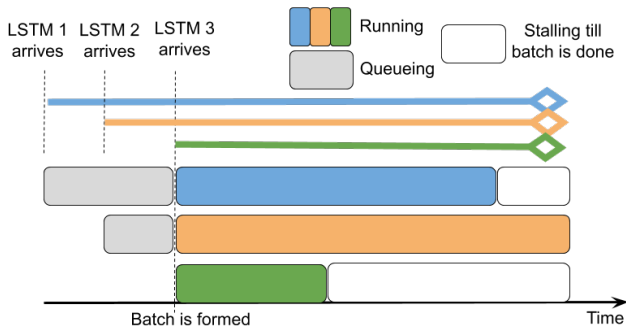 LSTM 1
arrives
LSTM 2
arrives
LSTM 3
arrives
Running
Queueing
Stalling till
batch is done
Batch is formed
Time